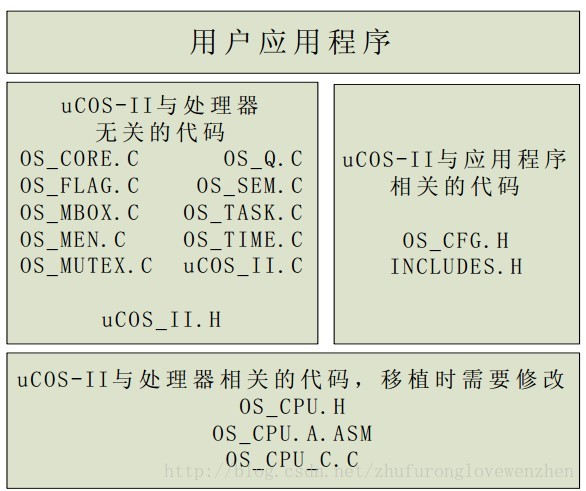 用户应用程序
uCOS-II与处理器
无关的代码
OS_CORE.C OS_Q.C
OS_FLAG.C OS_SEM.C
OS_MBOX.C OS_TASK.C
OS_MEN.C OS_TIME.C
OS_MUTEX.C uCOS_II.C
uCOS_II.H
uCOS-II与应用程序
相关的代码
OS_CFG.H
INCLUDES.H
uCOS-II与处理器相关的代码，移植时需要修改
OS_CPU.H
OS_CPU.A.ASM
OS_CPU_C.C
http://blog.csdn.net/zhufuronglovewenzhen